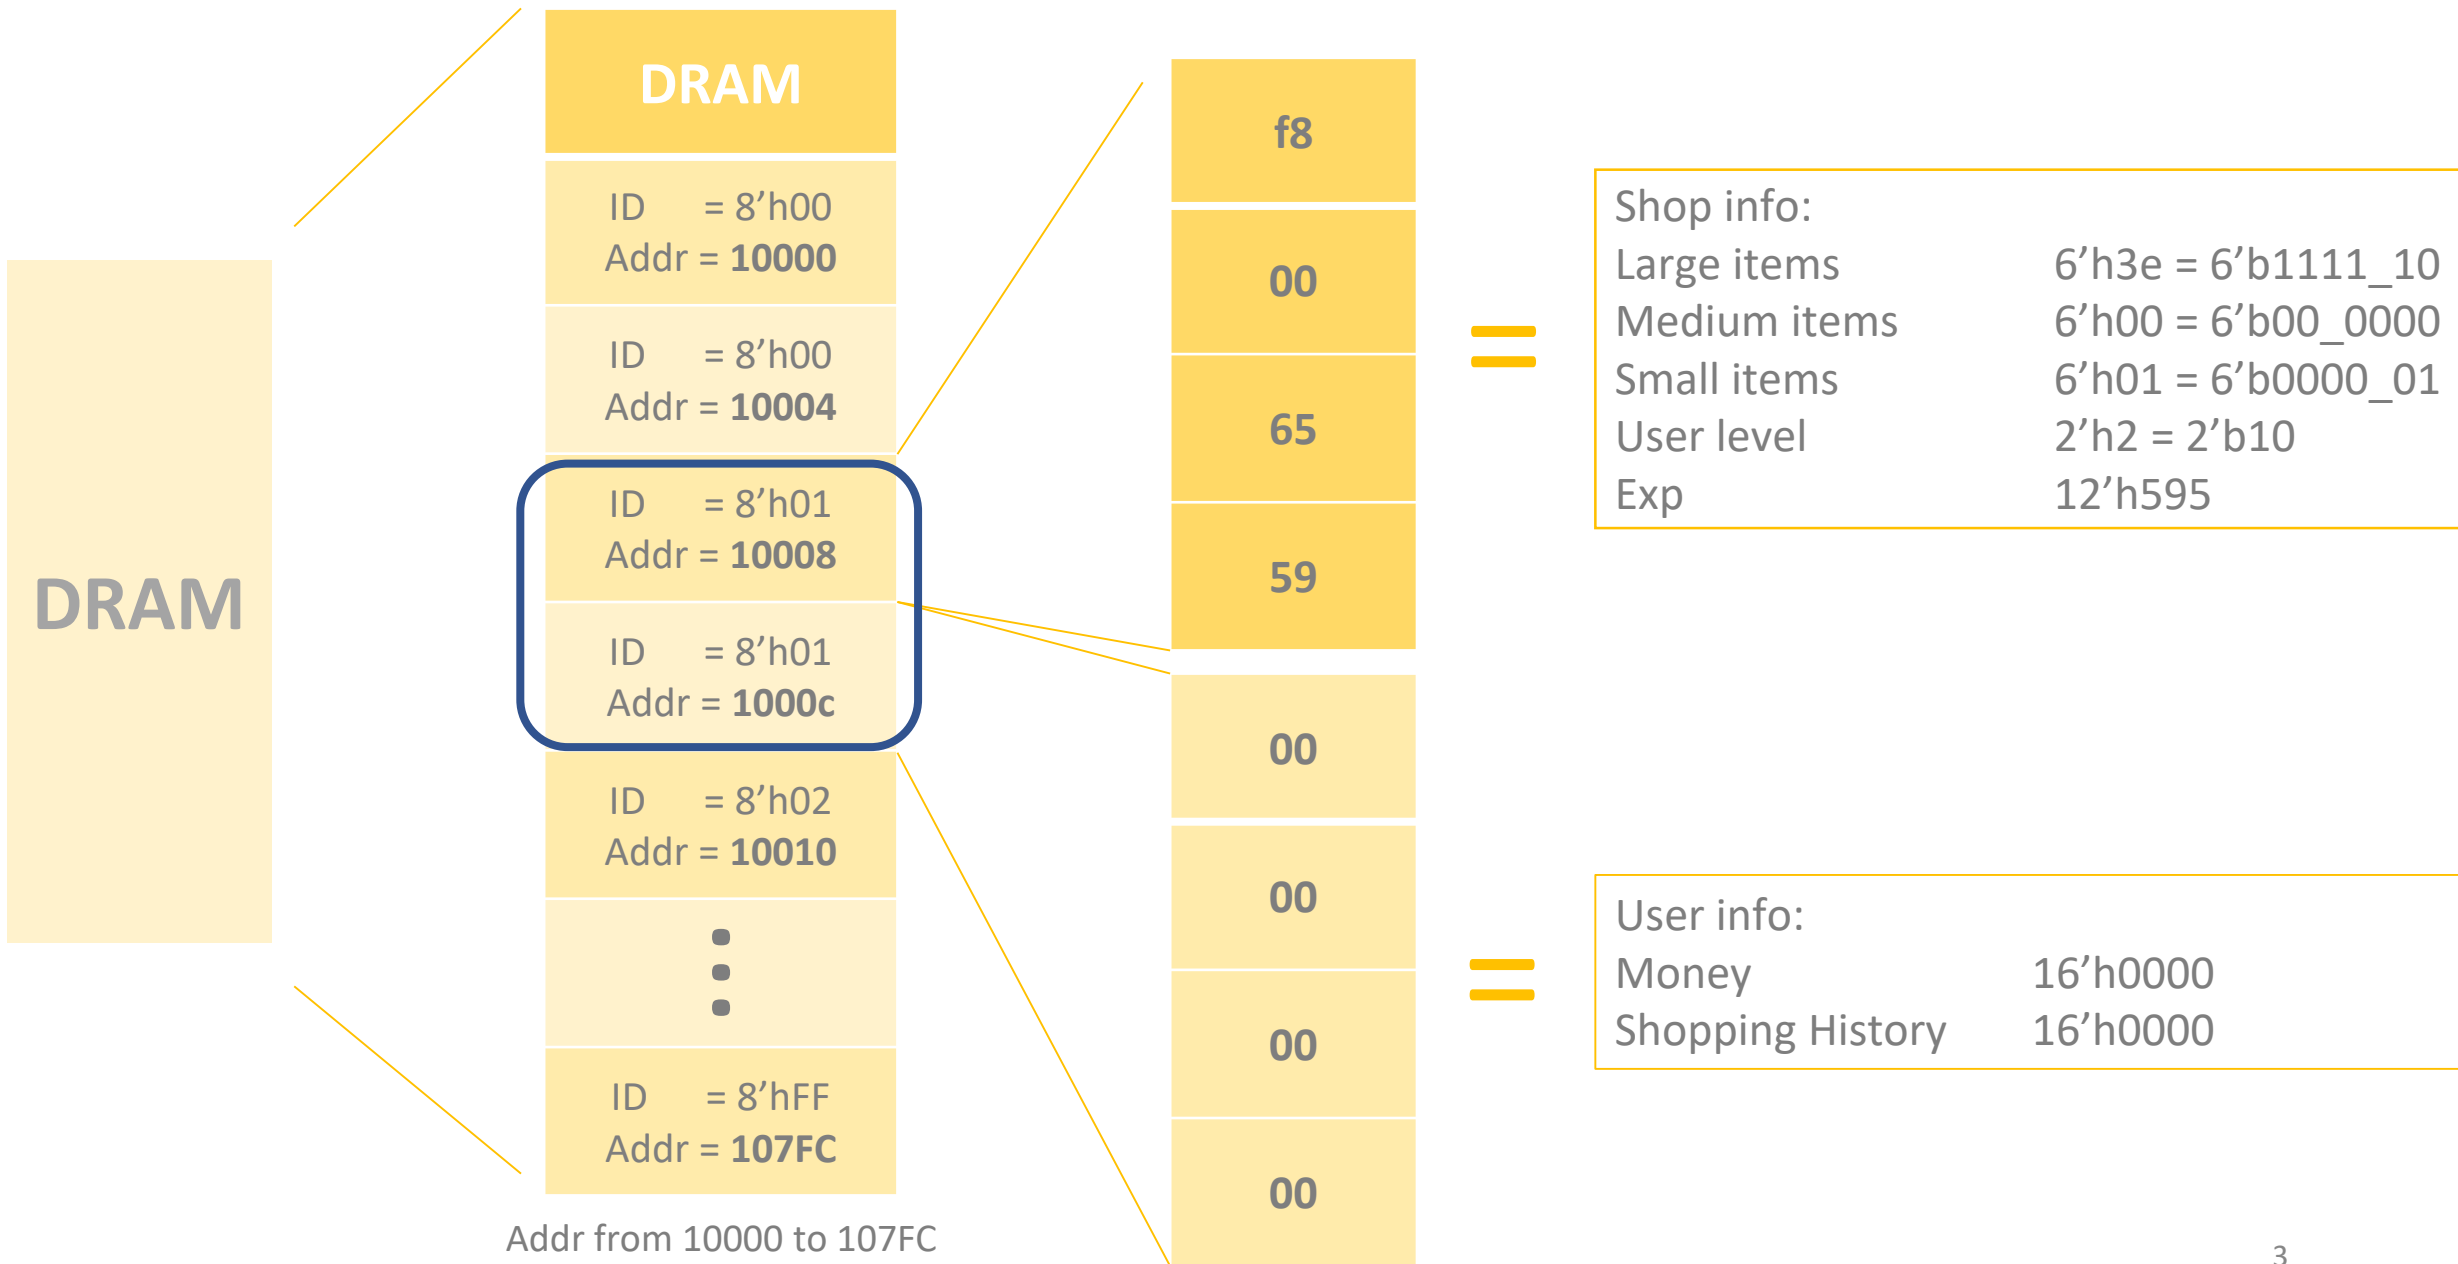 DRAM
DRAM
ID = 8’h00
Addr = 10000
ID = 8’h00
Addr = 10004
ID = 8’h01
Addr = 10008
ID = 8’h01
Addr = 1000c
ID = 8’h02
Addr = 10010
ID = 8’hFF
Addr = 107FC
Addr from 10000 to 107FC
f8
00
65
59
00
00
00
00
=
Shop info:
Large items 6’h3e = 6’b1111_10
Medium items 6’h00 = 6’b00_0000
Small items 6’h01 = 6’b0000_01
User level 2’h2 = 2’b10
Exp 12’h595
=
User info:
Money 16’h0000
Shopping History 16’h0000
3